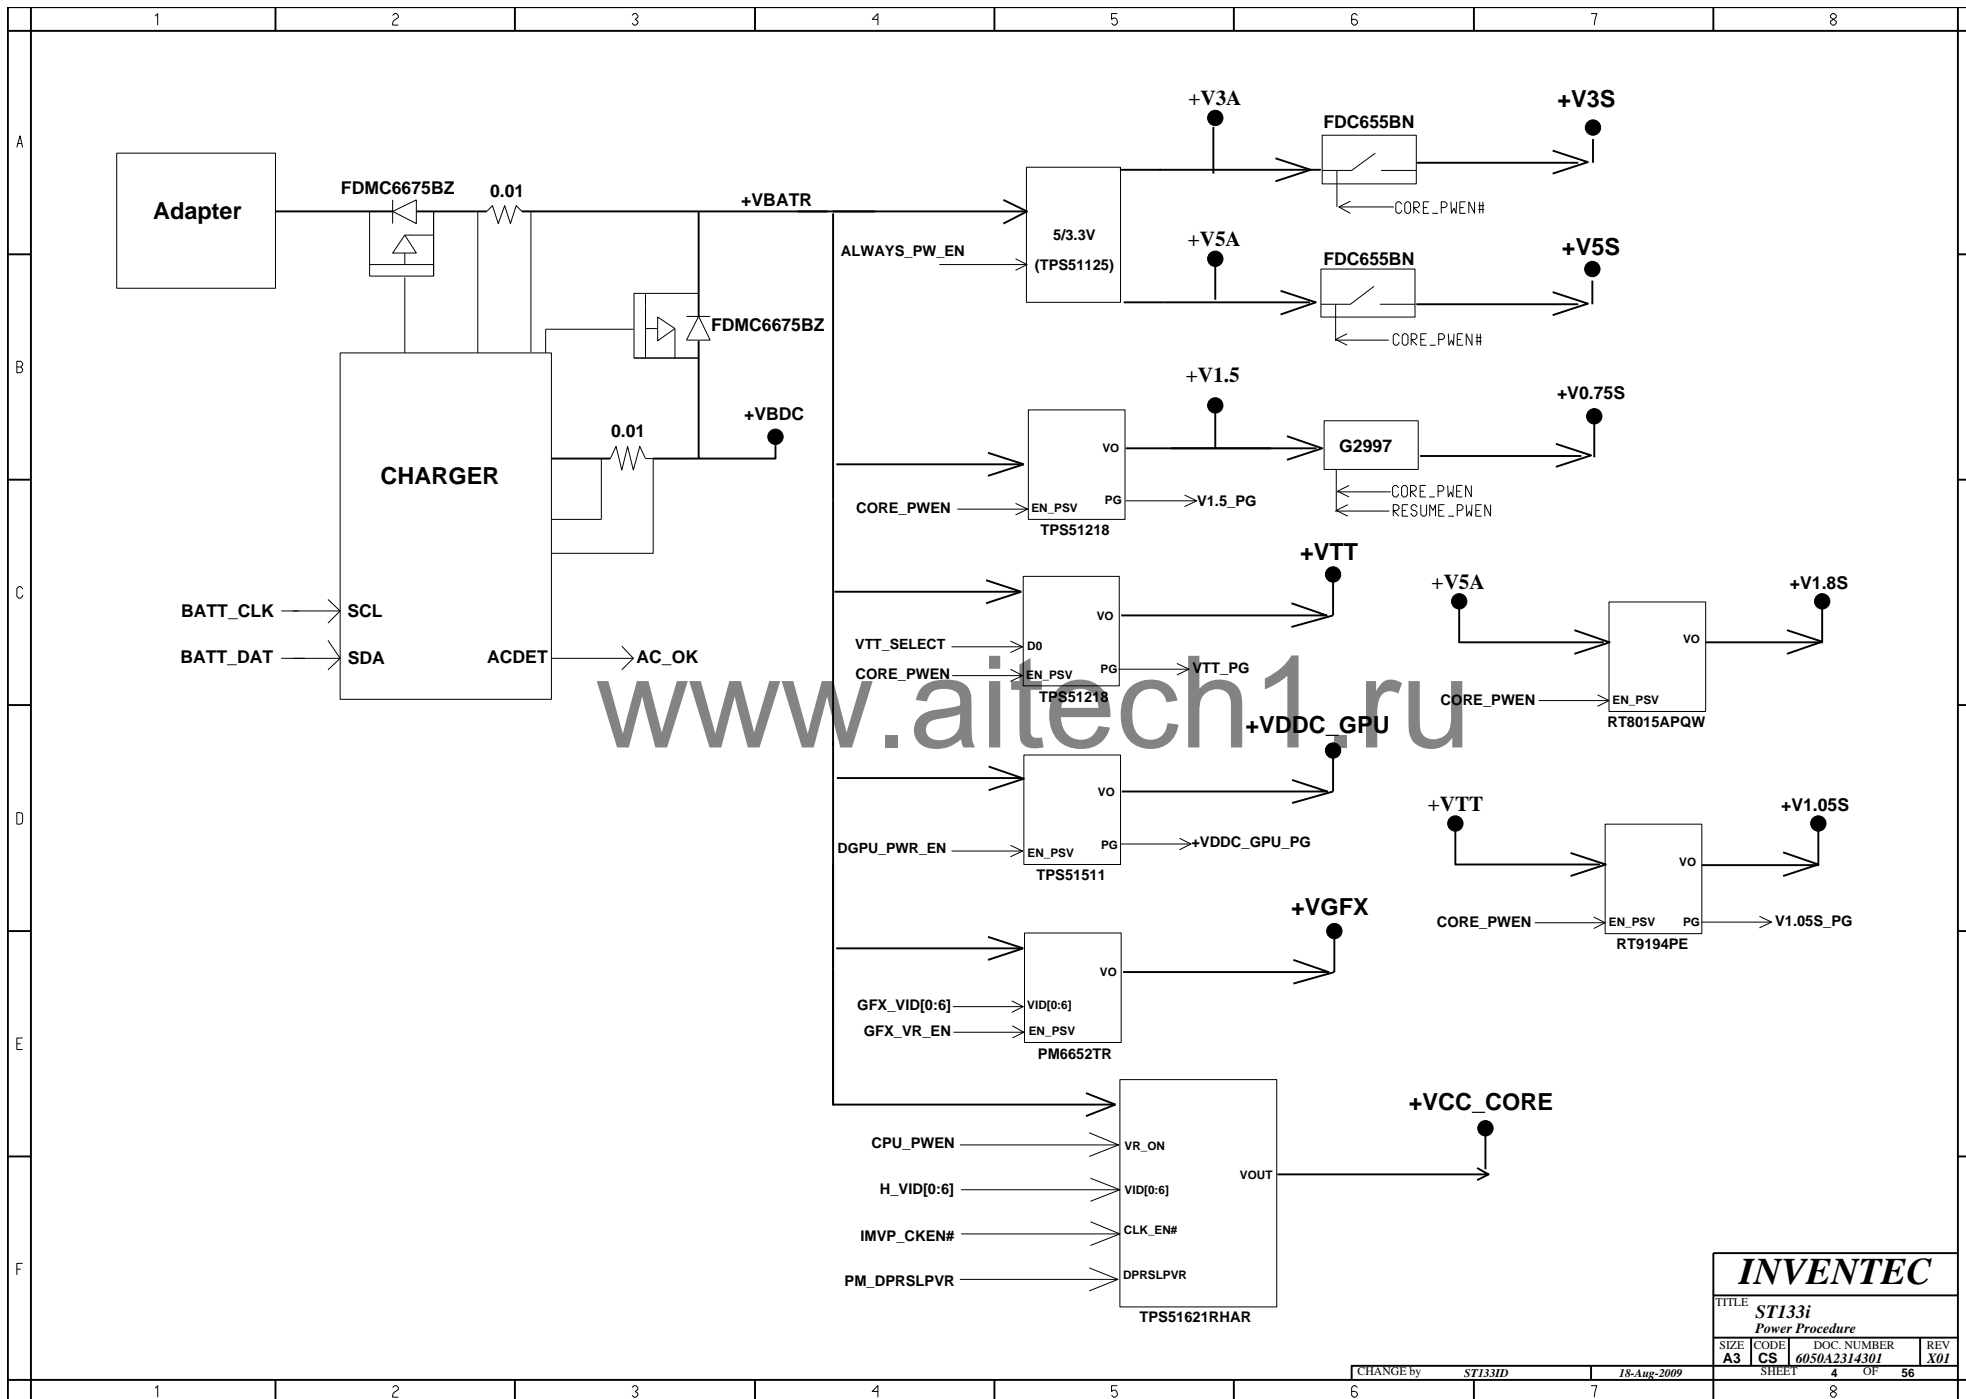 1 2 3 4 5 6 7 8
A
B
C
D
E
F
Adapter
FDMC6675BZ
0.01
+VBATR
FDMC6675BZ
+VBDC
0.01
CHARGER
BATT_CLK
SCL
BATT_DAT
SDA
ACDET
AC_OK
ALWAYS_PW_EN
5/3.3V
(TPS51125)
+V3A
FDC655BN
+V3S
CORE_PWEN#
+V5A
FDC655BN
+V5S
CORE_PWEN#
+V1.5
VO
CORE_PWEN
EN_PSV
PG
V1.5_PG
TPS51218
G2997
+V0.75S
CORE_PWEN
RESUME_PWEN
+VTT
VO
VTT_SELECT
D0
CORE_PWEN
EN_PSV
PG
VTT_PG
TPS51218
+V5A
+V1.8S
VO
CORE_PWEN
EN_PSV
RT8015APQW
www.aitech1.ru
+VDDC_GPU
VO
DGPU_PWR_EN
EN_PSV
PG
+VDDC_GPU_PG
TPS51511
+VTT
+V1.05S
VO
CORE_PWEN
EN_PSV
PG
V1.05S_PG
RT9194PE
+VGFX
VO
GFX_VID[0:6]
VID[0:6]
GFX_VR_EN
EN_PSV
PM6652TR
+VCC_CORE
CPU_PWEN
VR_ON
VOUT
H_VID[0:6]
VID[0:6]
IMVP_CKEN#
CLK_EN#
PM_DPRSLPVR
DPRSLPVR
TPS51621RHAR
INVENTEC
TITLE
ST133i
Power Procedure
SIZE CODE DOC. NUMBER REV
A3 CS 6050A2314301 X01
CHANGE by ST133ID 18-Aug-2009 SHEET 4 OF 56
1 2 3 4 5 6 7 8
A
B
C
D
E
F